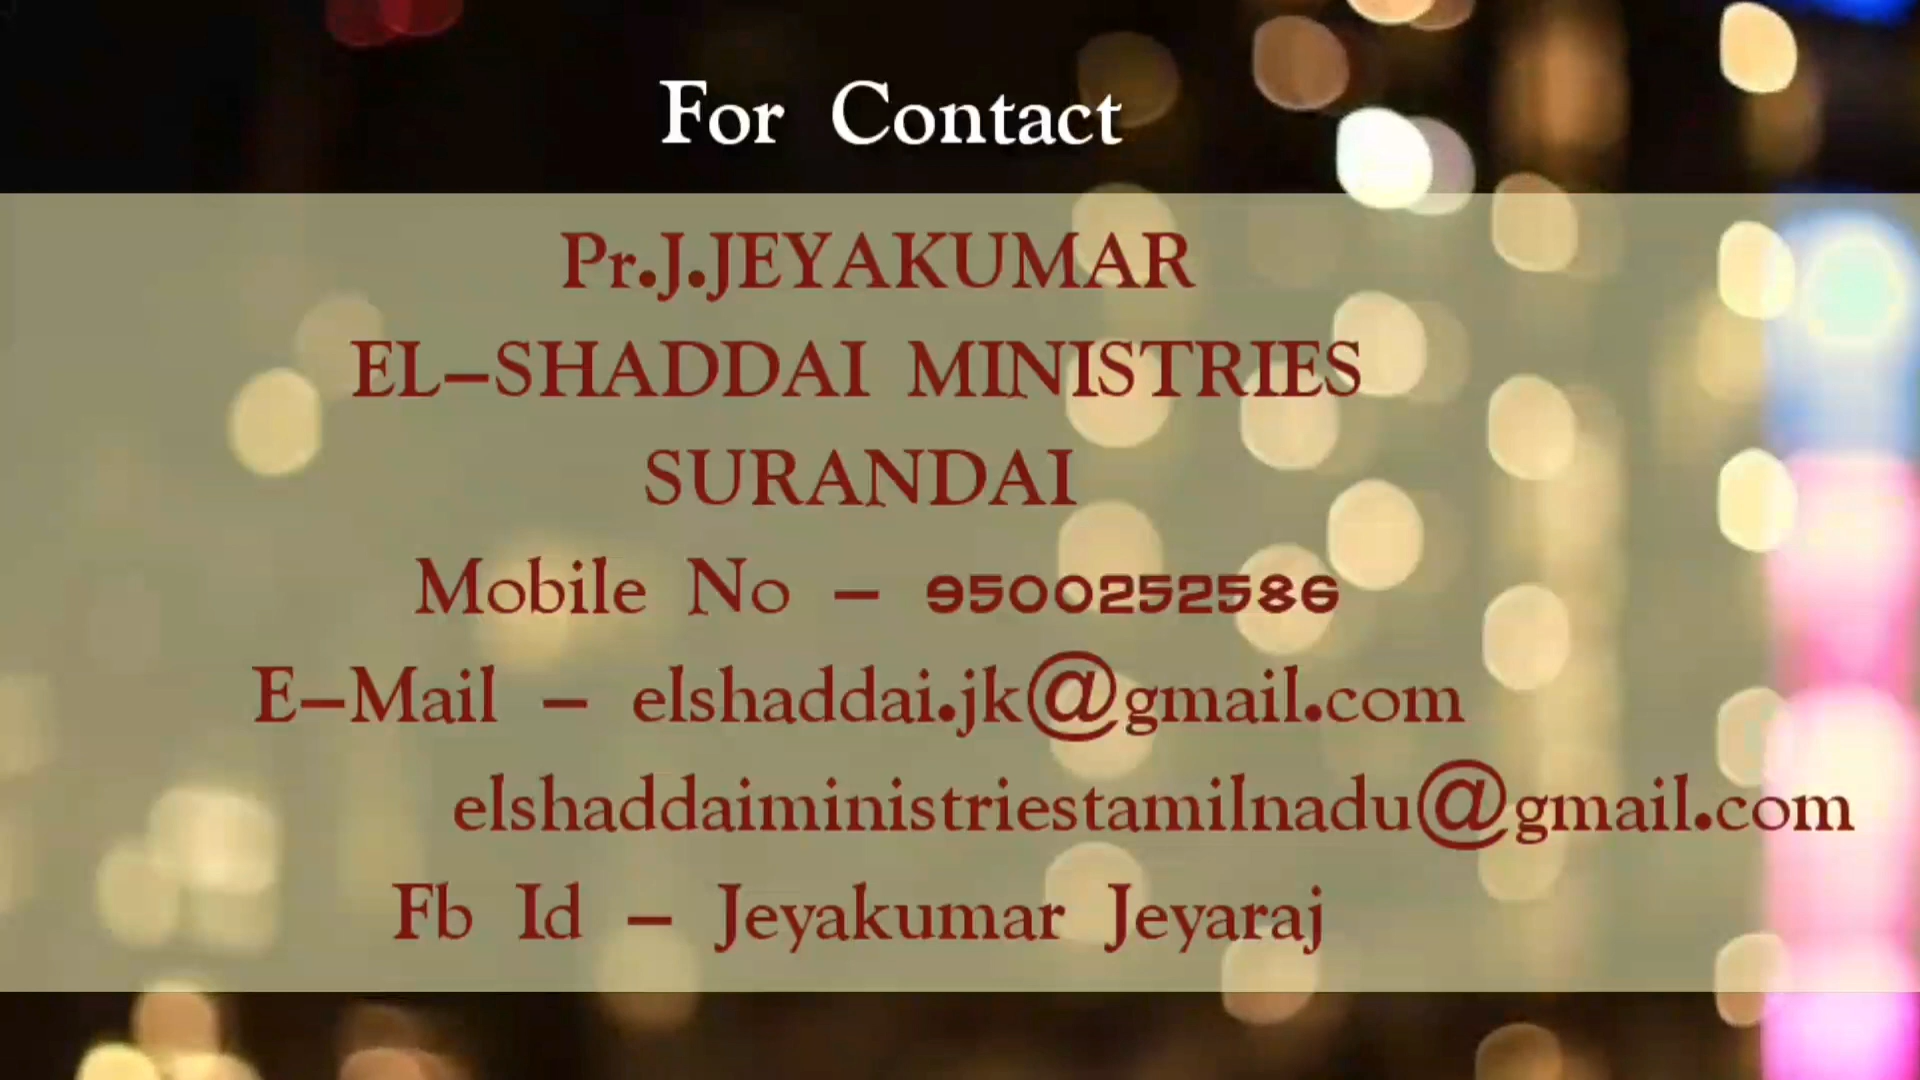 For Contact
Pr.J.JEYAKUMAR
EL-SHADDAI MINISTRIES
SURANDAI
Mobile No - 9500252586
E-Mail - elshaddai.jk@gmail.com
elshaddaiministriestamilnadu@gmail.com
Fb Id - Jeyakumar Jeyaraj